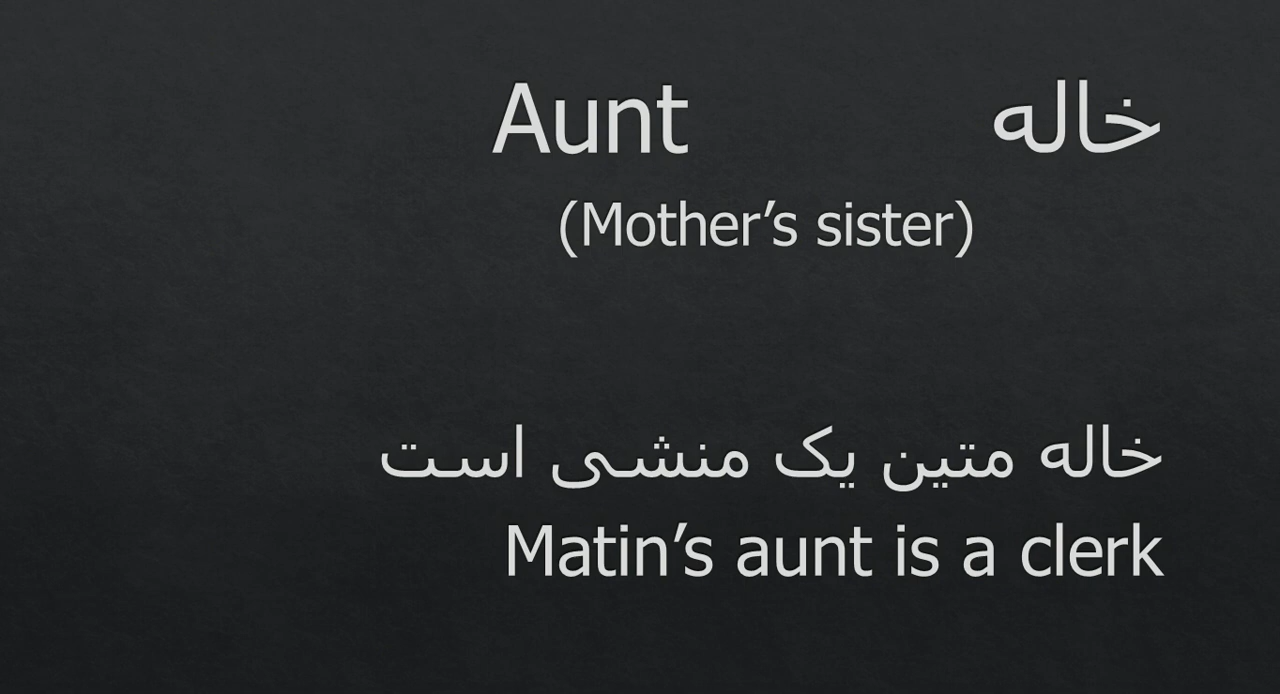 Aunt خاله
(Mother’s sister)
خاله متین یک منشی است
Matin’s aunt is a clerk